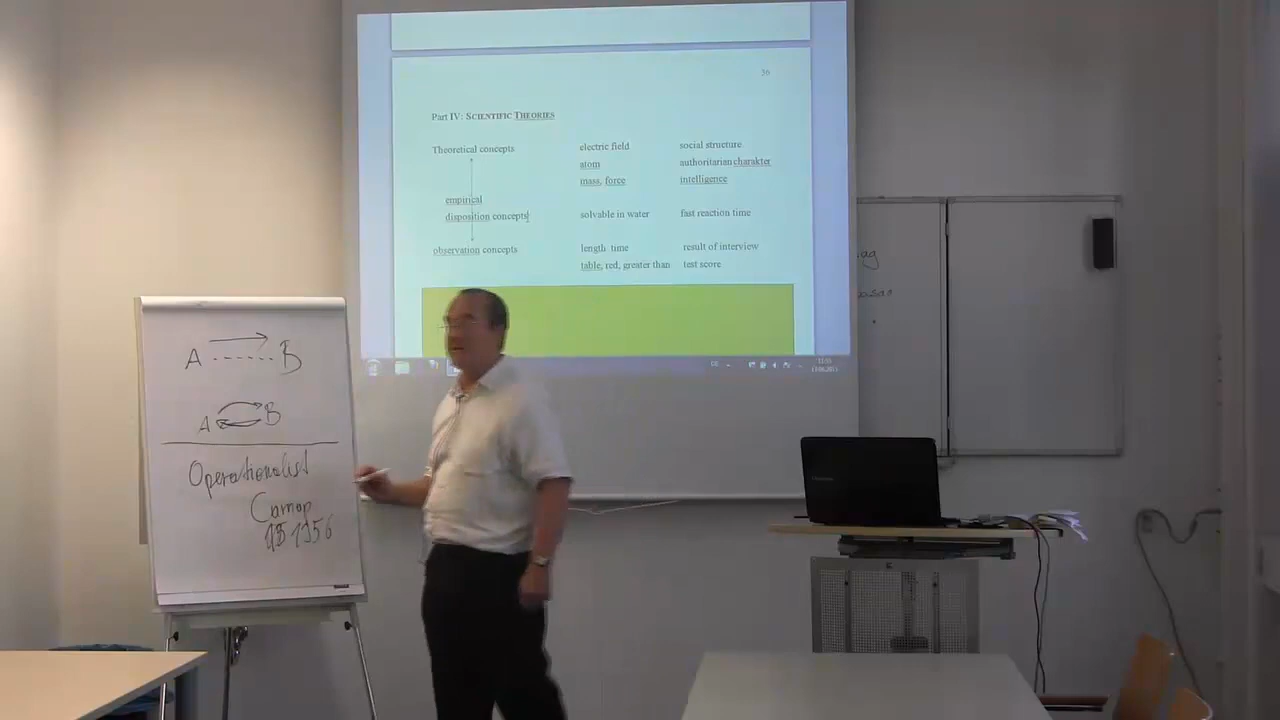 36
Part IV: SCIENTIFIC THEORIES
Theoretical concepts electric field social structure
atom authoritarian charakter
mass, force intelligence
empirical
disposition concepts solvable in water fast reaction time
observation concepts length time result of interview
table, red, greater than test score
A B
A B
Operationalist
Carnap
1956